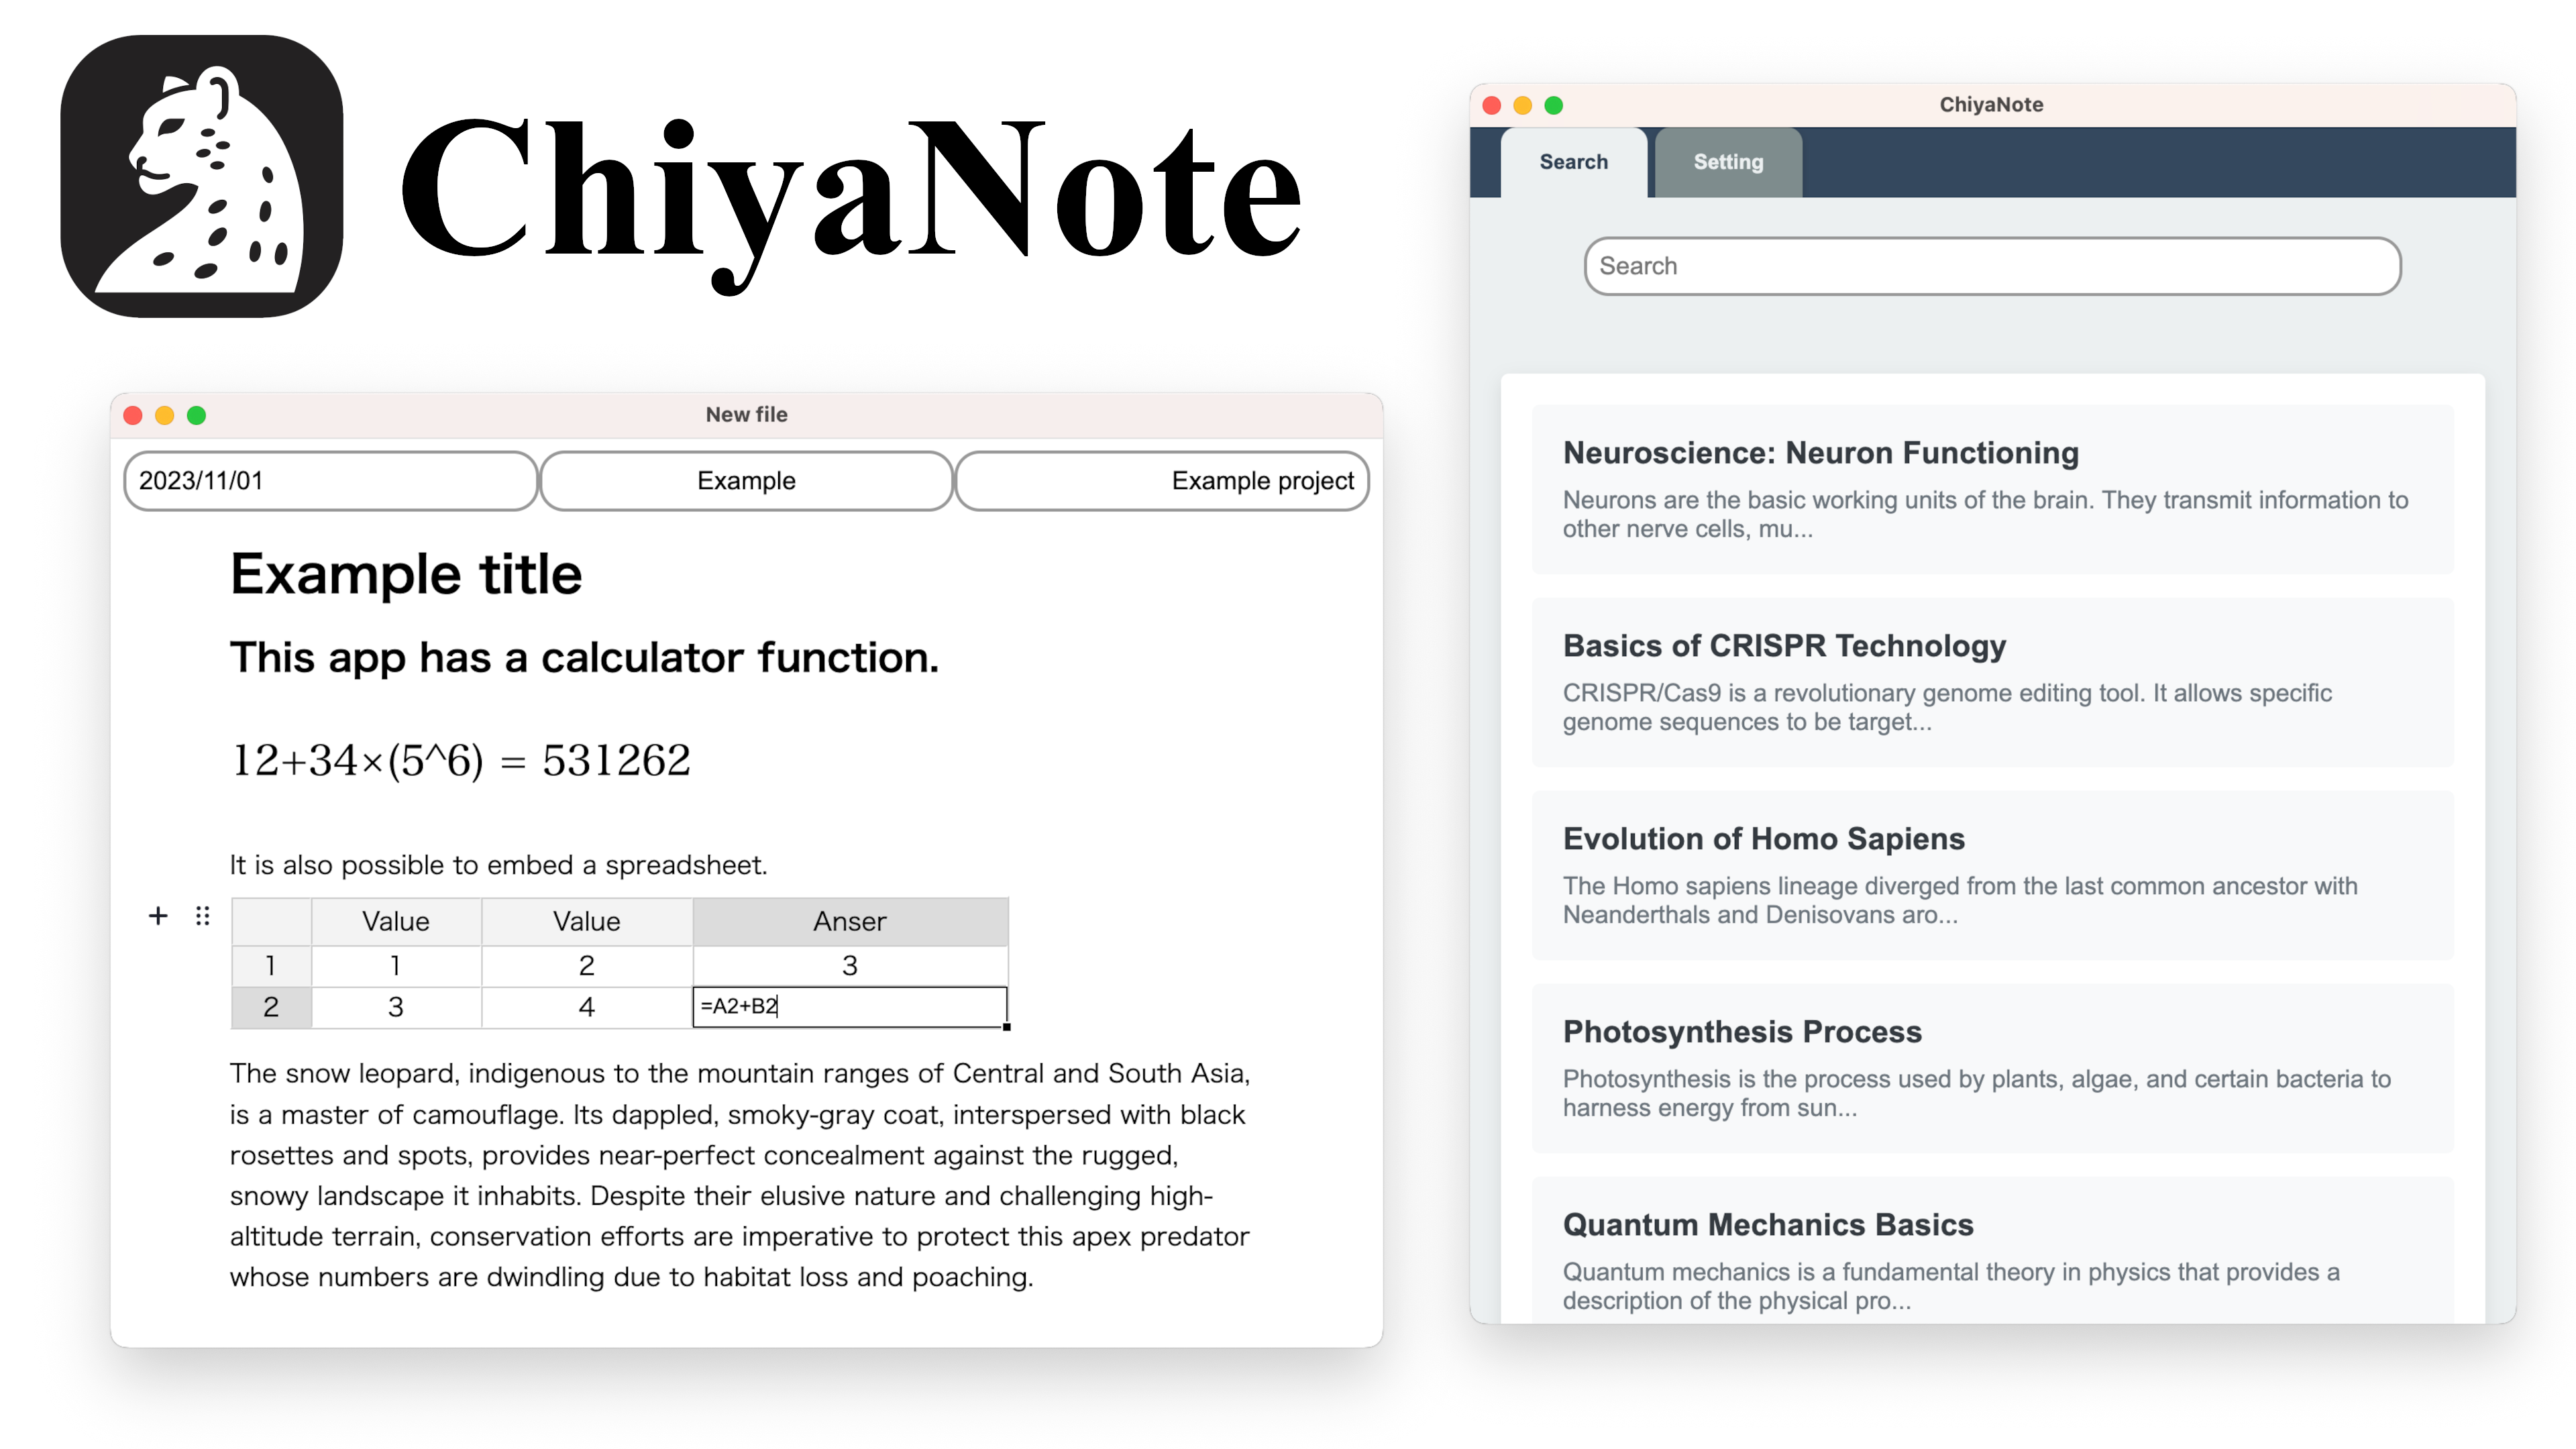 ChiyaNote
New file
2023/11/01 Example Example project
Example title
This app has a calculator function.
12+34×(5^6) = 531262
It is also possible to embed a spreadsheet.
Value Value Anser
1 1 2 3
2 3 4 =A2+B2
The snow leopard, indigenous to the mountain ranges of Central and South Asia,
is a master of camouflage. Its dappled, smoky-gray coat, interspersed with black
rosettes and spots, provides near-perfect concealment against the rugged,
snowy landscape it inhabits. Despite their elusive nature and challenging high-
altitude terrain, conservation efforts are imperative to protect this apex predator
whose numbers are dwindling due to habitat loss and poaching.
ChiyaNote
Search Setting
Search
Neuroscience: Neuron Functioning
Neurons are the basic working units of the brain. They transmit information to
other nerve cells, mu...
Basics of CRISPR Technology
CRISPR/Cas9 is a revolutionary genome editing tool. It allows specific
genome sequences to be target...
Evolution of Homo Sapiens
The Homo sapiens lineage diverged from the last common ancestor with
Neanderthals and Denisovans aro...
Photosynthesis Process
Photosynthesis is the process used by plants, algae, and certain bacteria to
harness energy from sun...
Quantum Mechanics Basics
Quantum mechanics is a fundamental theory in physics that provides a
description of the physical pro...